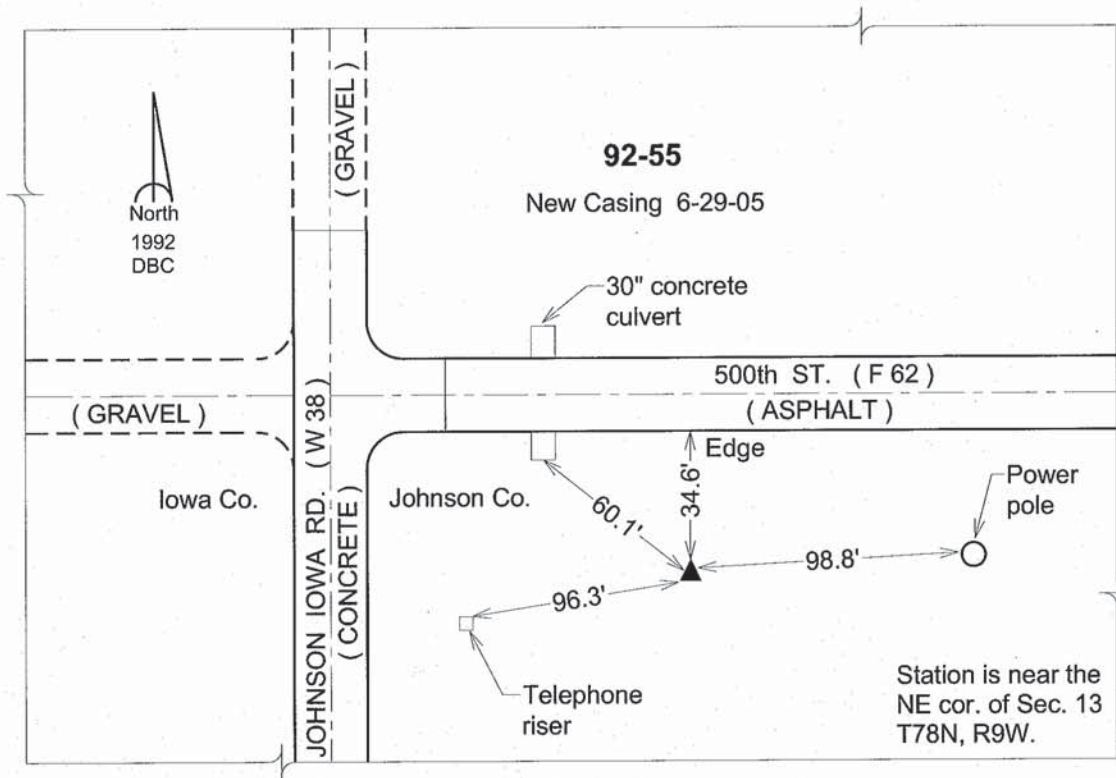 ( GRAVEL )
92-55
New Casing 6-29-05
North
1992
DBC
30" concrete
culvert
500th ST. ( F 62 )
( GRAVEL )
( ASPHALT )
JOHNSON IOWA RD. ( W 38 )
( CONCRETE )
Edge
Iowa Co.
Johnson Co.
60.1'
34.6'
Power
pole
98.8'
96.3'
Telephone
riser
Station is near the
NE cor. of Sec. 13
T78N, R9W.